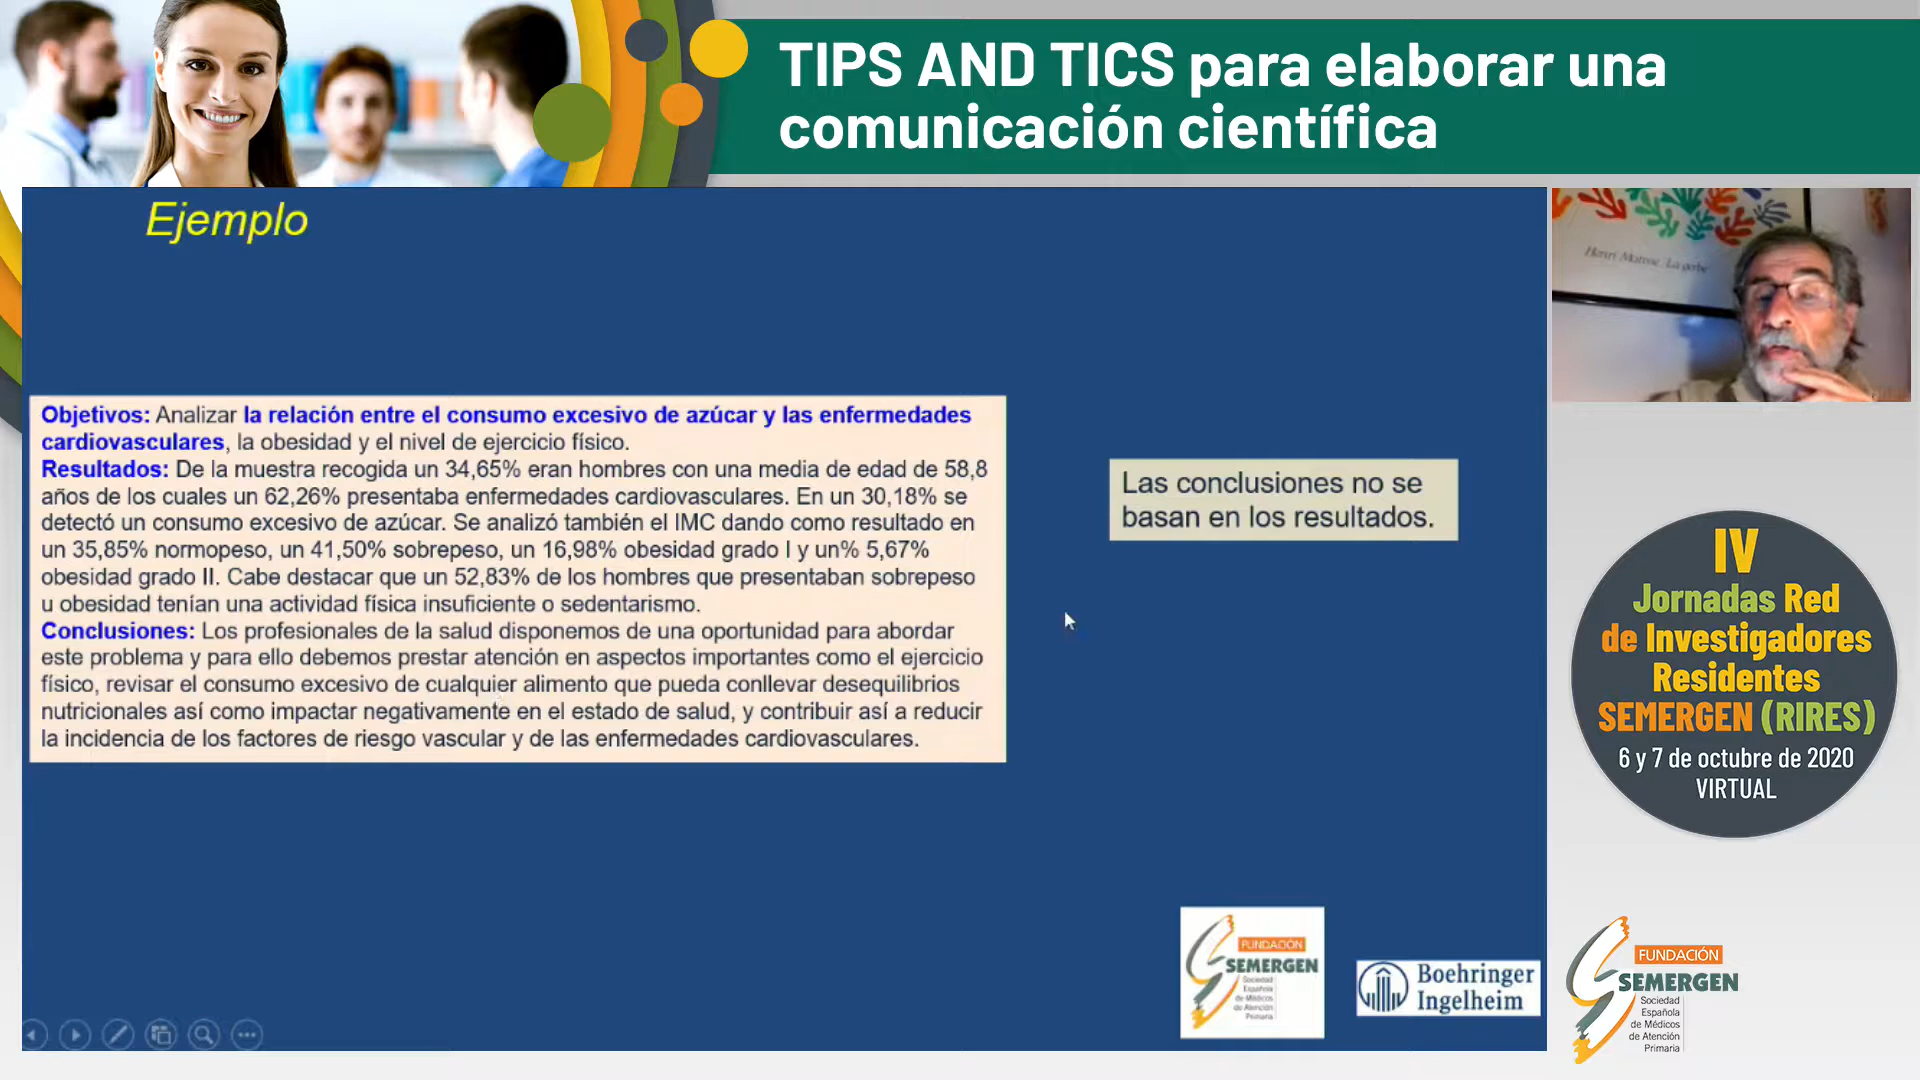 TIPS AND TICS para elaborar una
comunicación científica
Ejemplo
Henri Matisse. La gerbe
Objetivos: Analizar la relación entre el consumo excesivo de azúcar y las enfermedades
cardiovasculares, la obesidad y el nivel de ejercicio físico.
Resultados: De la muestra recogida un 34,65% eran hombres con una media de edad de 58,8
años de los cuales un 62,26% presentaba enfermedades cardiovasculares. En un 30,18% se
detectó un consumo excesivo de azúcar. Se analizó también el IMC dando como resultado en
un 35,85% normopeso, un 41,50% sobrepeso, un 16,98% obesidad grado I y un% 5,67%
obesidad grado II. Cabe destacar que un 52,83% de los hombres que presentaban sobrepeso
u obesidad tenían una actividad física insuficiente o sedentarismo.
Conclusiones: Los profesionales de la salud disponemos de una oportunidad para abordar
este problema y para ello debemos prestar atención en aspectos importantes como el ejercicio
físico, revisar el consumo excesivo de cualquier alimento que pueda conllevar desequilibrios
nutricionales así como impactar negativamente en el estado de salud, y contribuir así a reducir
la incidencia de los factores de riesgo vascular y de las enfermedades cardiovasculares.
Las conclusiones no se
basan en los resultados.
IV
Jornadas Red
de Investigadores
Residentes
SEMERGEN (RIRES)
6 y 7 de octubre de 2020
VIRTUAL
FUNDACIÓN
SEMERGEN
Sociedad
Española
de Médicos
de Atención
Primaria
Boehringer
Ingelheim
FUNDACIÓN
SEMERGEN
Sociedad
Española
de Médicos
de Atención
Primaria